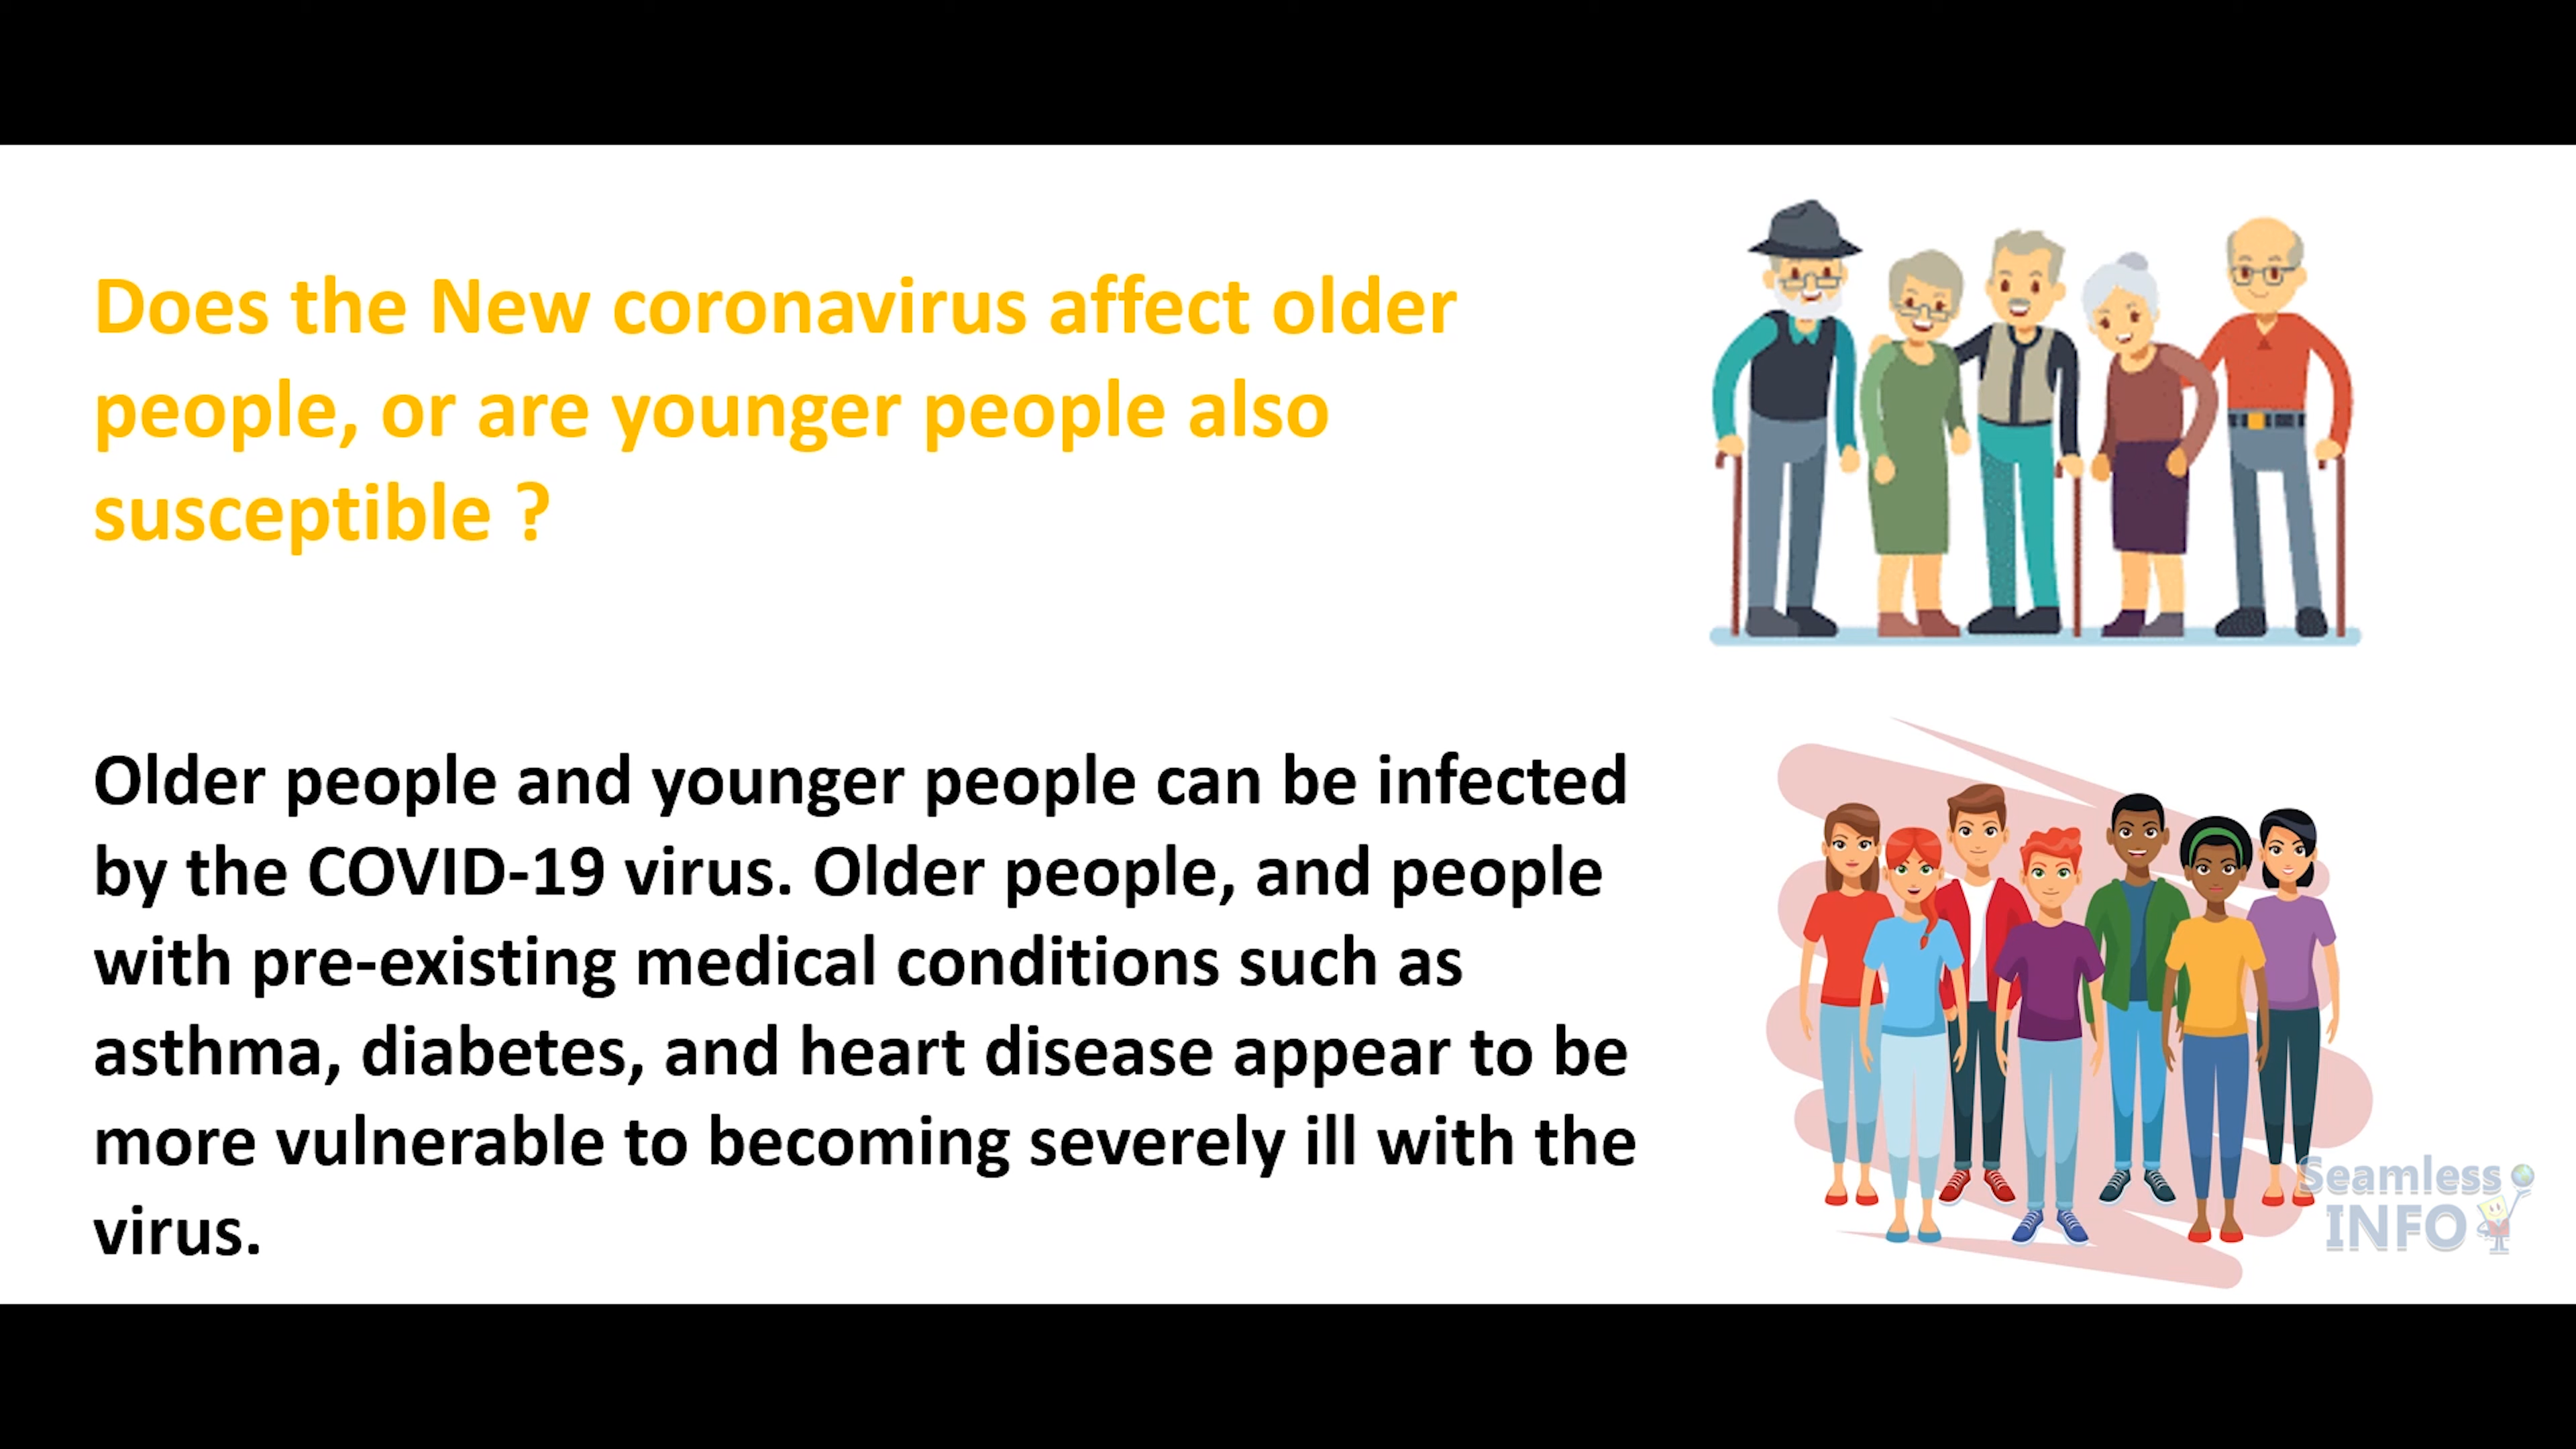 Does the New coronavirus affect older
people, or are younger people also
susceptible ?
Older people and younger people can be infected
by the COVID-19 virus. Older people, and people
with pre-existing medical conditions such as
asthma, diabetes, and heart disease appear to be
more vulnerable to becoming severely ill with the
virus.
Seamless
INFO